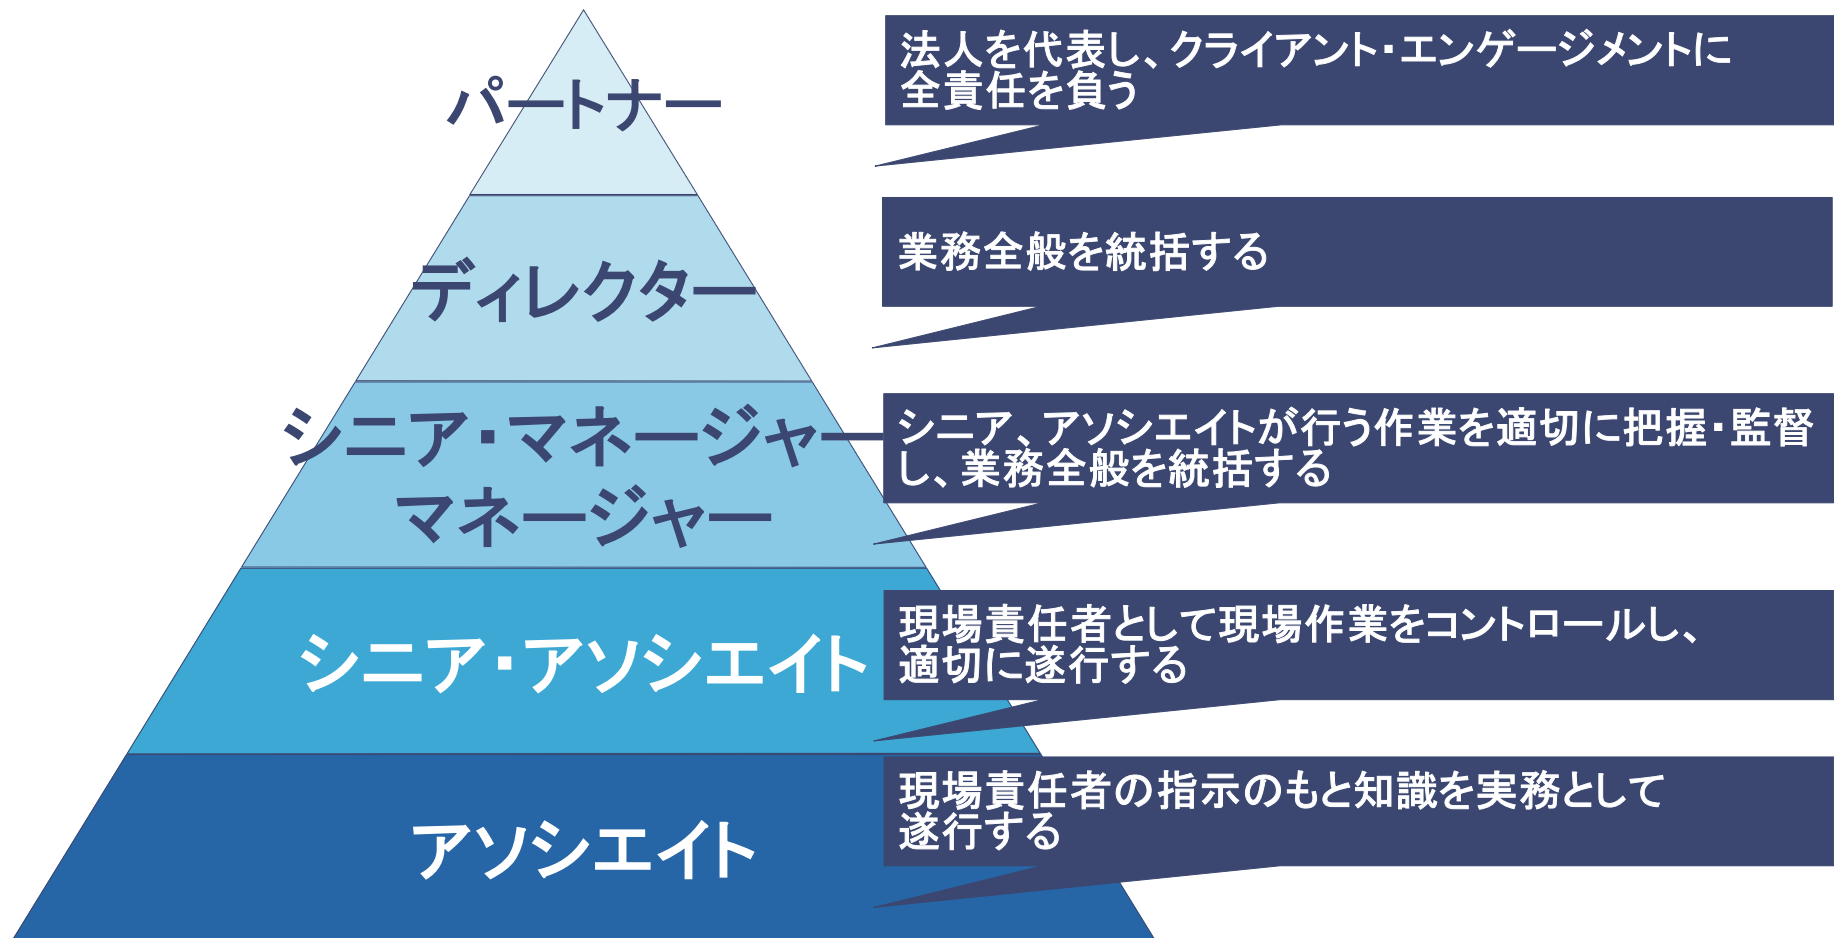 パートナー
法人を代表し、クライアント・エンゲージメントに
全責任を負う
ディレクター
業務全般を統括する
シニア・マネージャー
マネージャー
シニア、アソシエイトが行う作業を適切に把握・監督
し、業務全般を統括する
シニア・アソシエイト
現場責任者として現場作業をコントロールし、
適切に遂行する
アソシエイト
現場責任者の指示のもと知識を実務として
遂行する